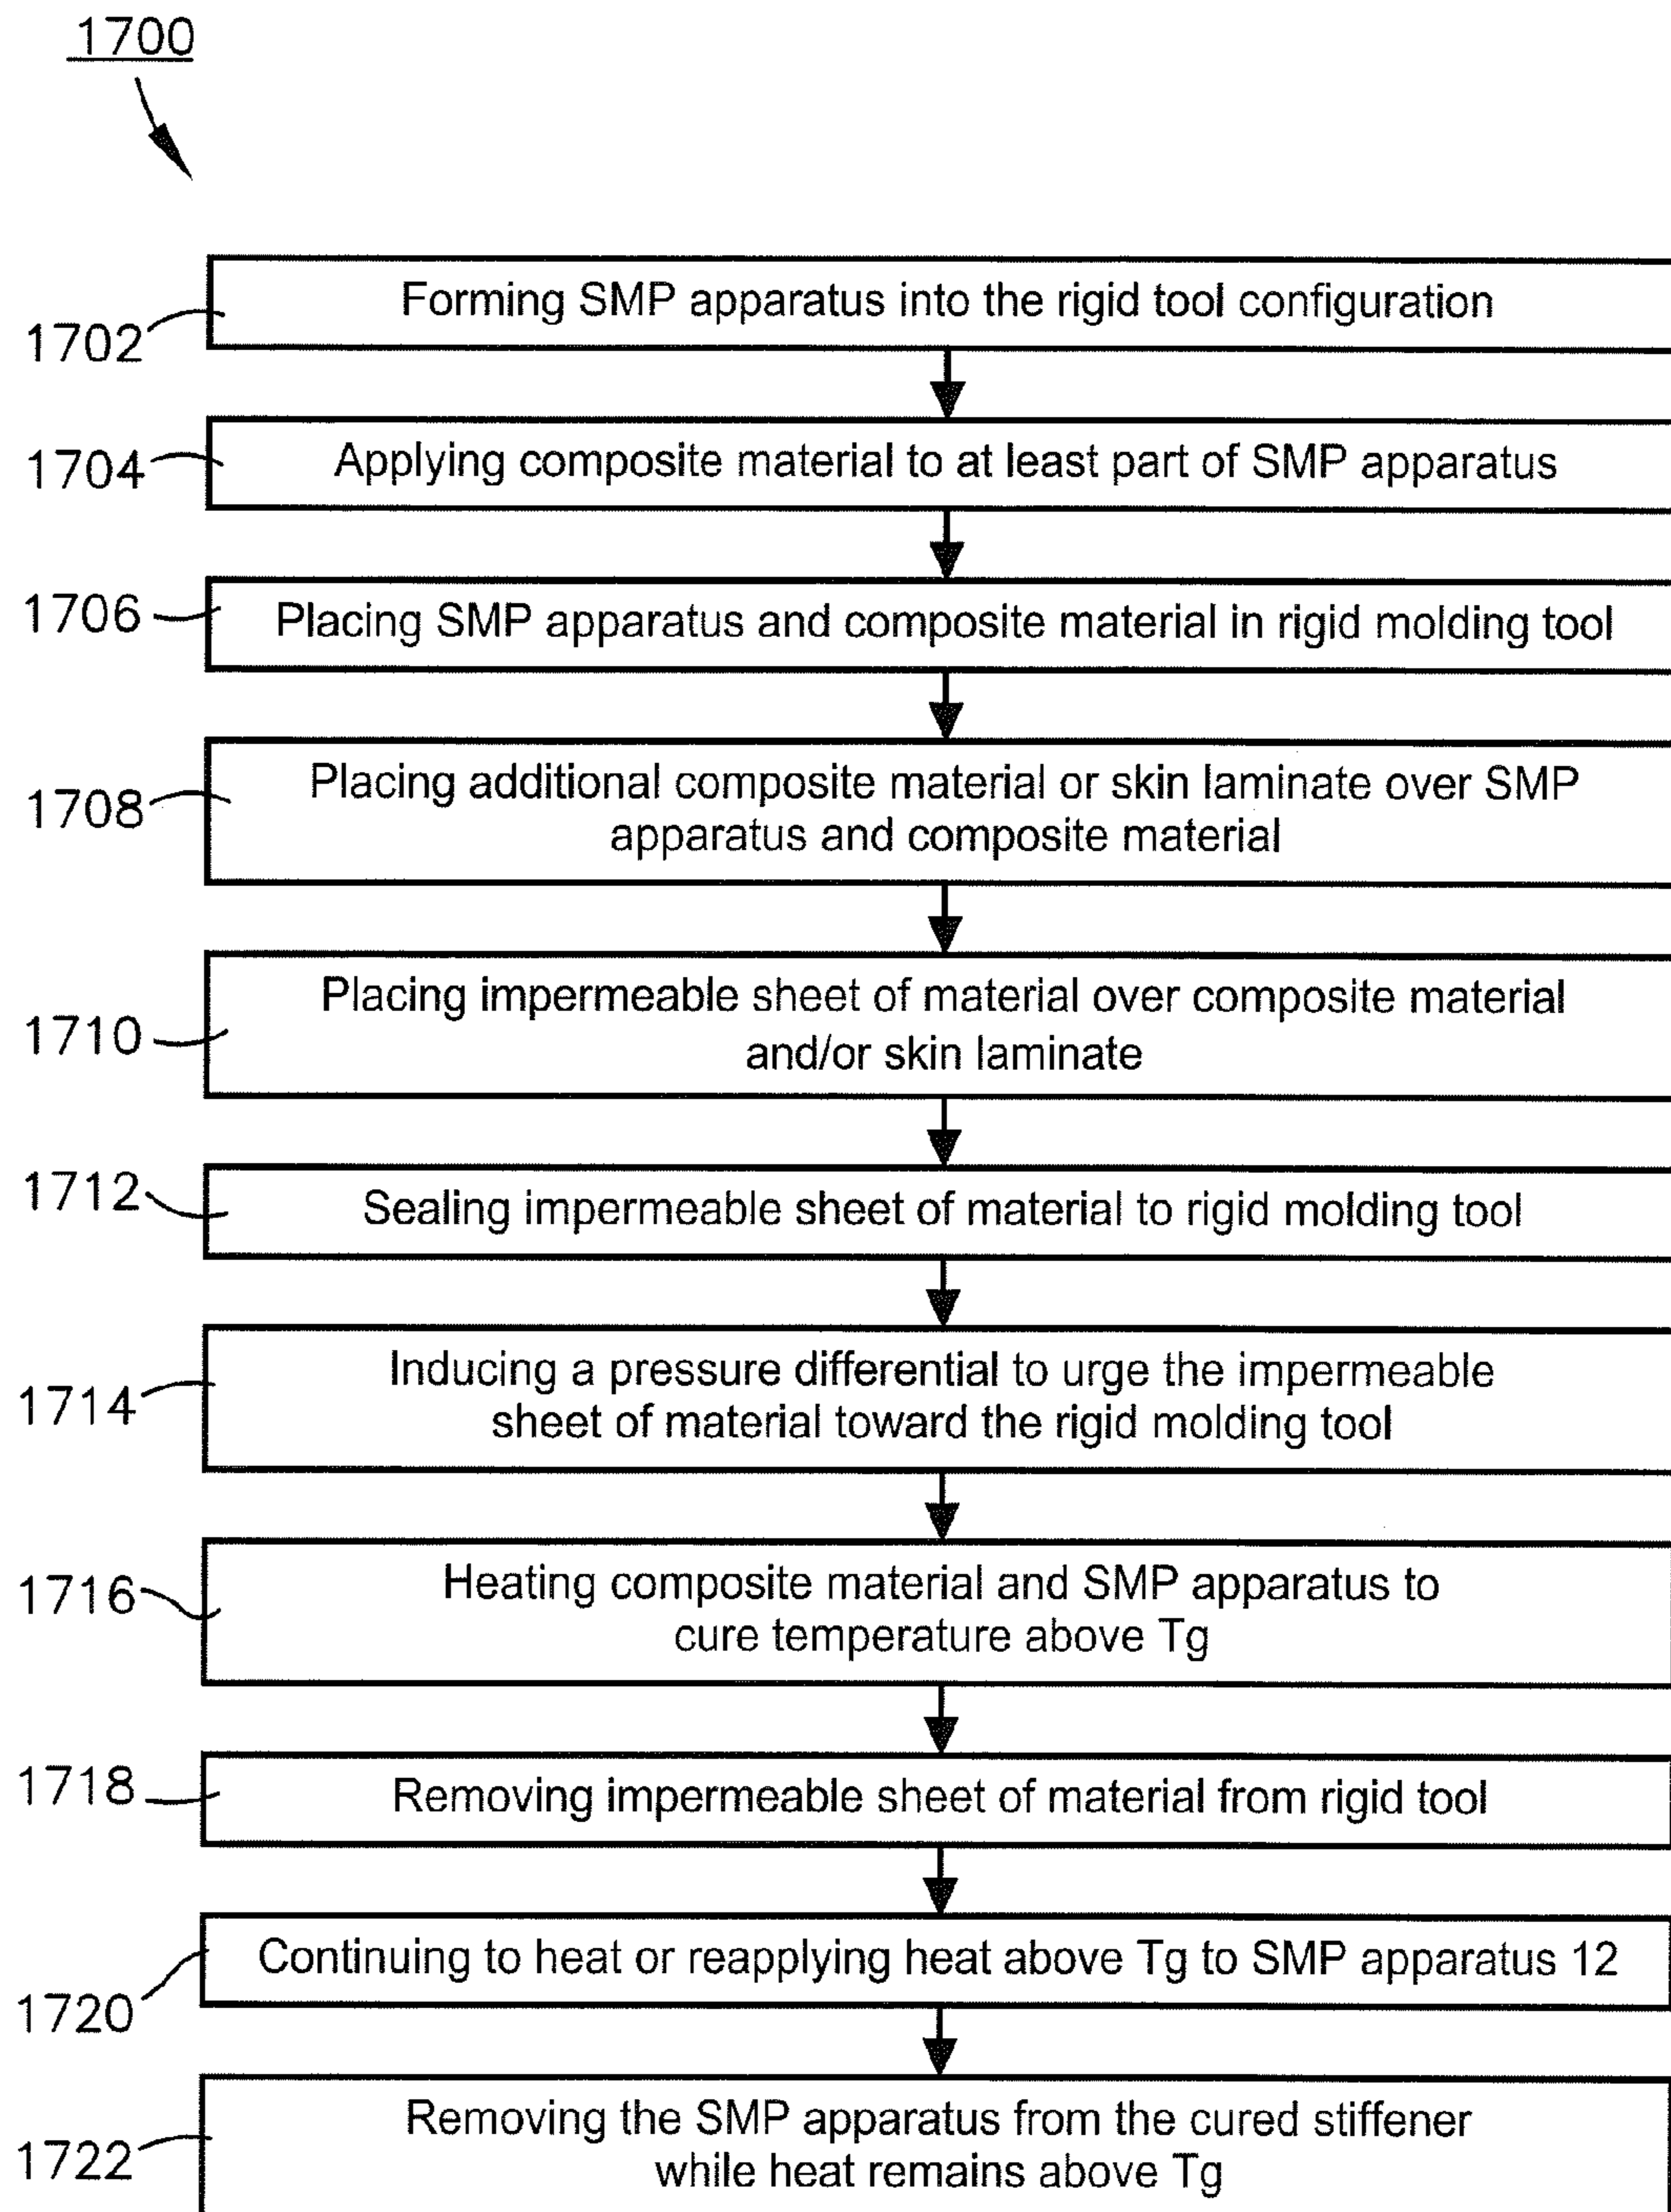 1700
1702
Forming SMP apparatus into the rigid tool configuration
1704
Applying composite material to at least part of SMP apparatus
1706
Placing SMP apparatus and composite material in rigid molding tool
1708
Placing additional composite material or skin laminate over SMP
apparatus and composite material
1710
Placing impermeable sheet of material over composite material
and/or skin laminate
1712
Sealing impermeable sheet of material to rigid molding tool
1714
Inducing a pressure differential to urge the impermeable
sheet of material toward the rigid molding tool
1716
Heating composite material and SMP apparatus to
cure temperature above Tg
1718
Removing impermeable sheet of material from rigid tool
1720
Continuing to heat or reapplying heat above Tg to SMP apparatus 12
1722
Removing the SMP apparatus from the cured stiffener
while heat remains above Tg